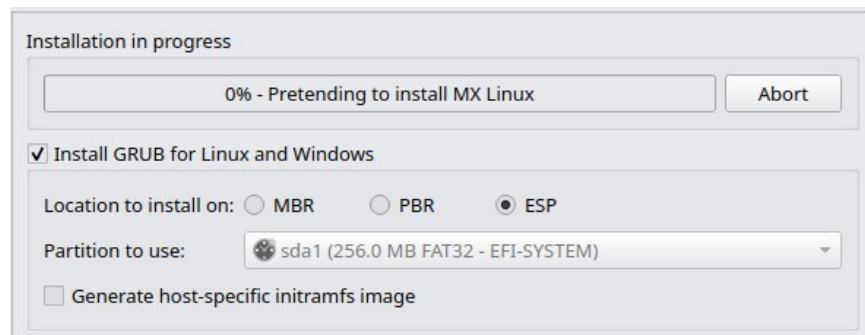 Installation in progress
0% - Pretending to install MX Linux Abort
Install GRUB for Linux and Windows
Location to install on: MBR PBR ESP
Partition to use: sda1 (256.0 MB FAT32 - EFI-SYSTEM)
Generate host-specific initramfs image